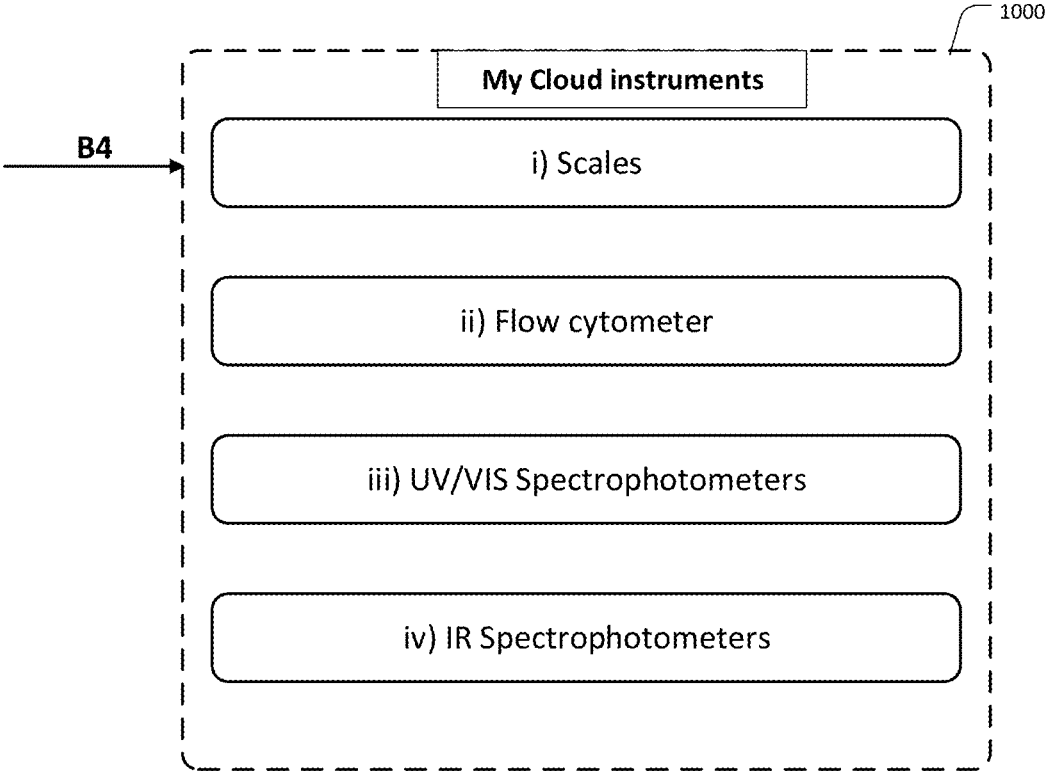 1000
My Cloud instruments
B4
i) Scales
ii) Flow cytometer
iii) UV/VIS Spectrophotometers
iv) IR Spectrophotometers